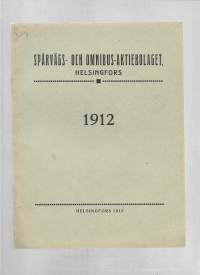 SPÅRVÄGS- OCH OMNIBUS-AKTIEBOLAGET,
HELSINGFORS
1912
HELSINGFORS 1913